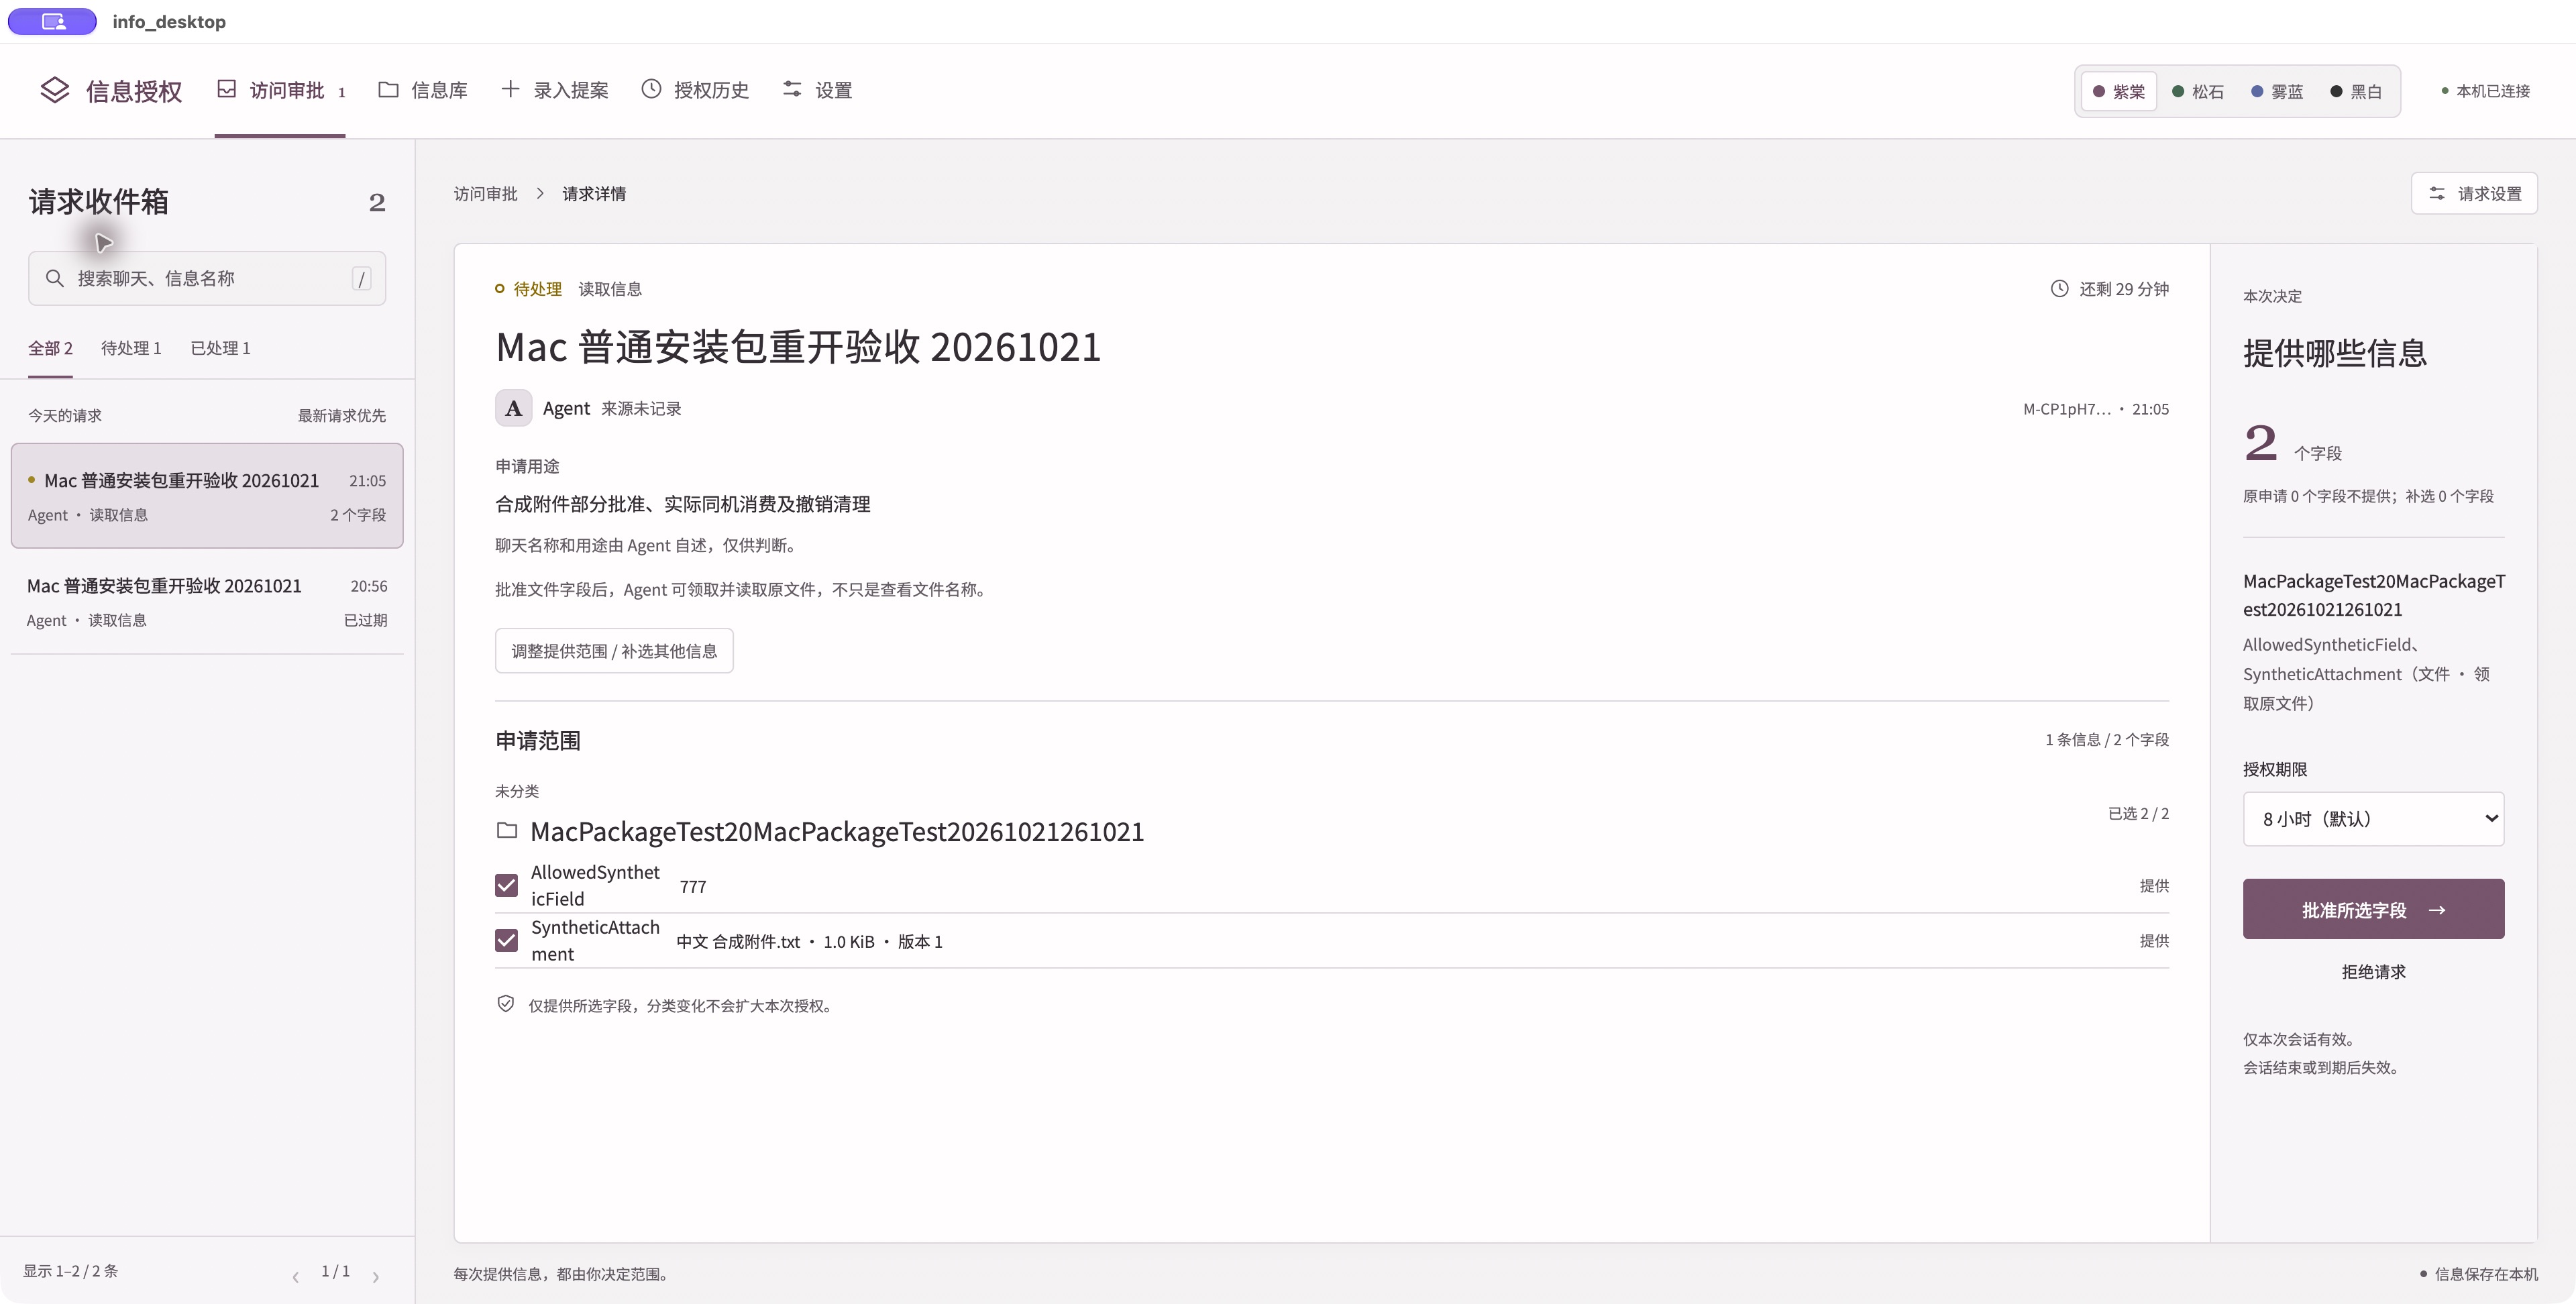 info_desktop
信息授权
访问审批 1
信息库
录入提案
授权历史
设置
紫棠
松石
雾蓝
黑白
本机已连接
请求收件箱
2
搜索聊天、信息名称
/
全部 2
待处理 1
已处理 1
今天的请求
最新请求优先
Mac 普通安装包重开验收 20261021
21:05
Agent · 读取信息
2 个字段
Mac 普通安装包重开验收 20261021
20:56
Agent · 读取信息
已过期
显示 1–2 / 2 条
1 / 1
访问审批
请求详情
请求设置
待处理 读取信息
还剩 29 分钟
Mac 普通安装包重开验收 20261021
A
Agent 来源未记录
M-CP1pH7… · 21:05
申请用途
合成附件部分批准、实际同机消费及撤销清理
聊天名称和用途由 Agent 自述，仅供判断。
批准文件字段后，Agent 可领取并读取原文件，不只是查看文件名称。
调整提供范围 / 补选其他信息
申请范围
1 条信息 / 2 个字段
未分类
已选 2 / 2
MacPackageTest20MacPackageTest20261021261021
AllowedSynthet
icField
777
提供
SyntheticAttach
ment
中文 合成附件.txt · 1.0 KiB · 版本 1
提供
仅提供所选字段，分类变化不会扩大本次授权。
本次决定
提供哪些信息
2 个字段
原申请 0 个字段不提供；补选 0 个字段
MacPackageTest20MacPackageT
est20261021261021
AllowedSyntheticField、
SyntheticAttachment（文件 · 领
取原文件）
授权期限
8 小时（默认）
批准所选字段 →
拒绝请求
仅本次会话有效。
会话结束或到期后失效。
每次提供信息，都由你决定范围。
信息保存在本机